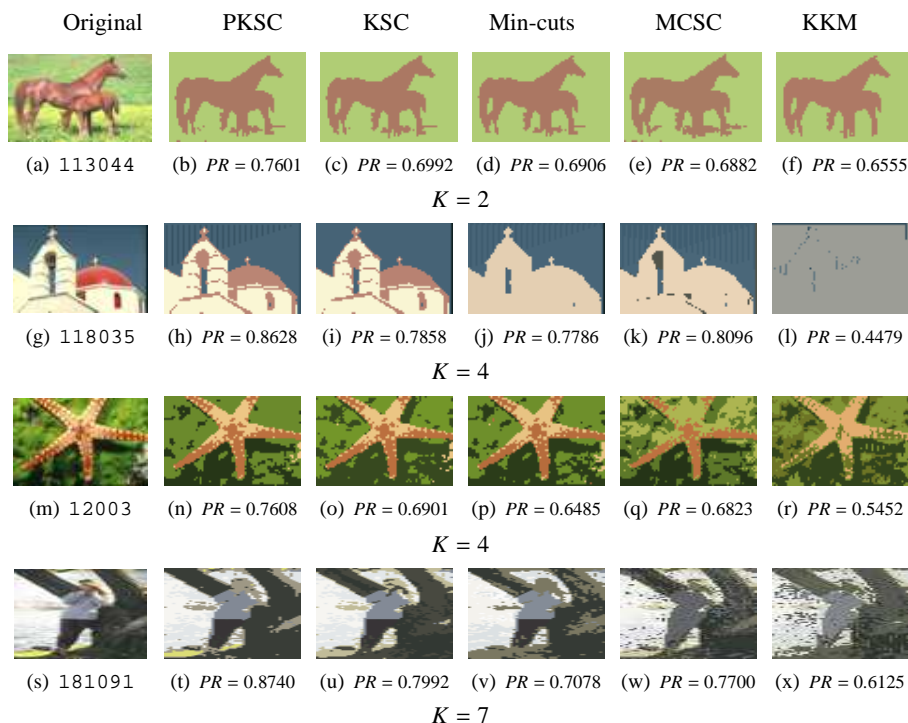 Original PKSC KSC Min-cuts MCSC KKM
(a) 113044 (b) PR = 0.7601 (c) PR = 0.6992 (d) PR = 0.6906 (e) PR = 0.6882 (f) PR = 0.6555
K = 2
(g) 118035 (h) PR = 0.8628 (i) PR = 0.7858 (j) PR = 0.7786 (k) PR = 0.8096 (l) PR = 0.4479
K = 4
(m) 12003 (n) PR = 0.7608 (o) PR = 0.6901 (p) PR = 0.6485 (q) PR = 0.6823 (r) PR = 0.5452
K = 4
(s) 181091 (t) PR = 0.8740 (u) PR = 0.7992 (v) PR = 0.7078 (w) PR = 0.7700 (x) PR = 0.6125
K = 7